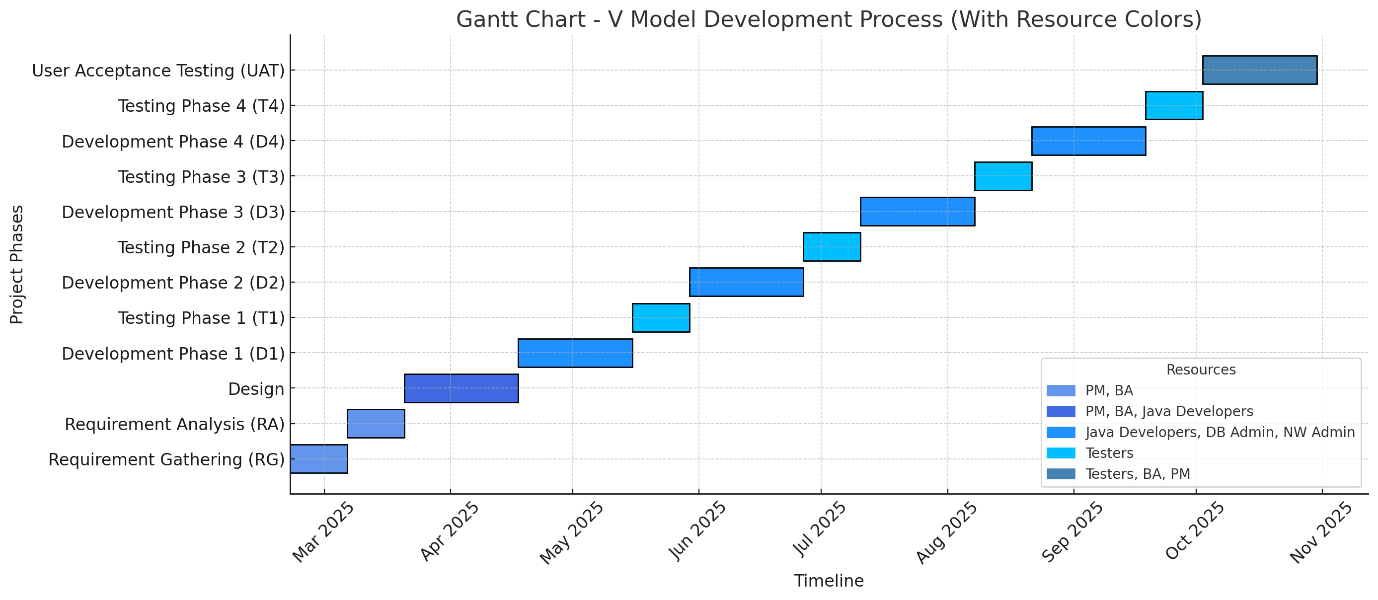 Gantt Chart - V Model Development Process (With Resource Colors)
Project Phases
User Acceptance Testing (UAT)
Testing Phase 4 (T4)
Development Phase 4 (D4)
Testing Phase 3 (T3)
Development Phase 3 (D3)
Testing Phase 2 (T2)
Development Phase 2 (D2)
Testing Phase 1 (T1)
Development Phase 1 (D1)
Design
Requirement Analysis (RA)
Requirement Gathering (RG)
Resources
PM, BA
PM, BA, Java Developers
Java Developers, DB Admin, NW Admin
Testers
Testers, BA, PM
Mar 2025
Apr 2025
May 2025
Jun 2025
Jul 2025
Aug 2025
Sep 2025
Oct 2025
Nov 2025
Timeline